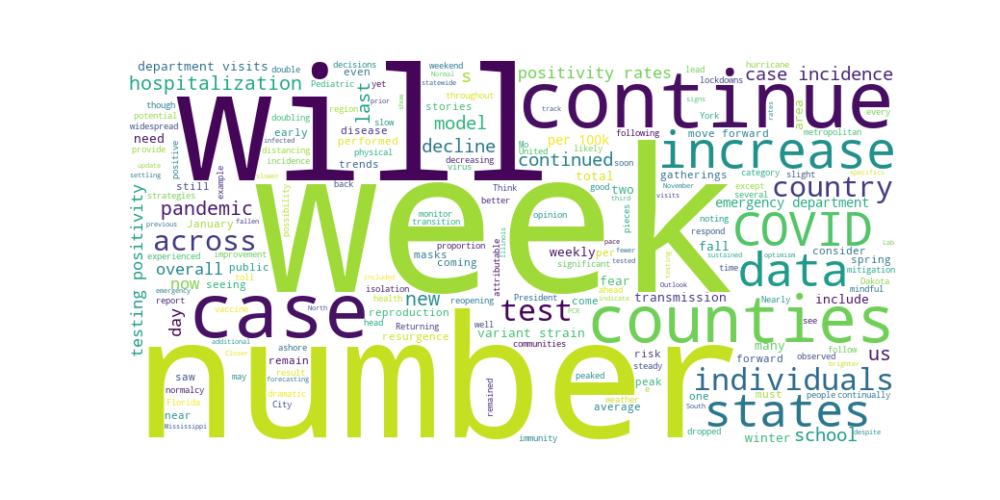 department visits double decisions weekend hurricane
hospitalization Pediatric even yet Normal s positivity rates lead lockdowns case incidence
will continue
though potential widespread need provide update settling positive
doubling region prior throughout show stories model signs track York rates area every
last early disease performed slow decline per 100k following move forward metropolitan
distancing incidence infected physical decreasing Mo United likely increase
trends virus continued soon gatherings category slight
strategies still example back Think total two except several specifics
previous pandemic fallen possibility week better good third country
January monitor opinion November visits emergency department
experienced improvement transition pieces noting respond COVID
across proportion Illinois pace fewer tested fall consider
testing positivity overall public masks weekly per significant time spring
toll seeing coming attributable fear sustained optimism mitigation Lab
now isolation included health reopening President come indicate testing data mindful
emergency vaccine new transmission Outlook Nearly Dakota
day report case reproduction test PCR include
additional North head well variant strain counties see
Closer Returning resurgence communities many follow us
saw remain risk forward observed brighter
normalcy result forecasting number steady
may peaked peak e weather individuals
Florida dramatic average one must people continually
near City remained dropped South states
Mississippi immunity winter school despite
statewide